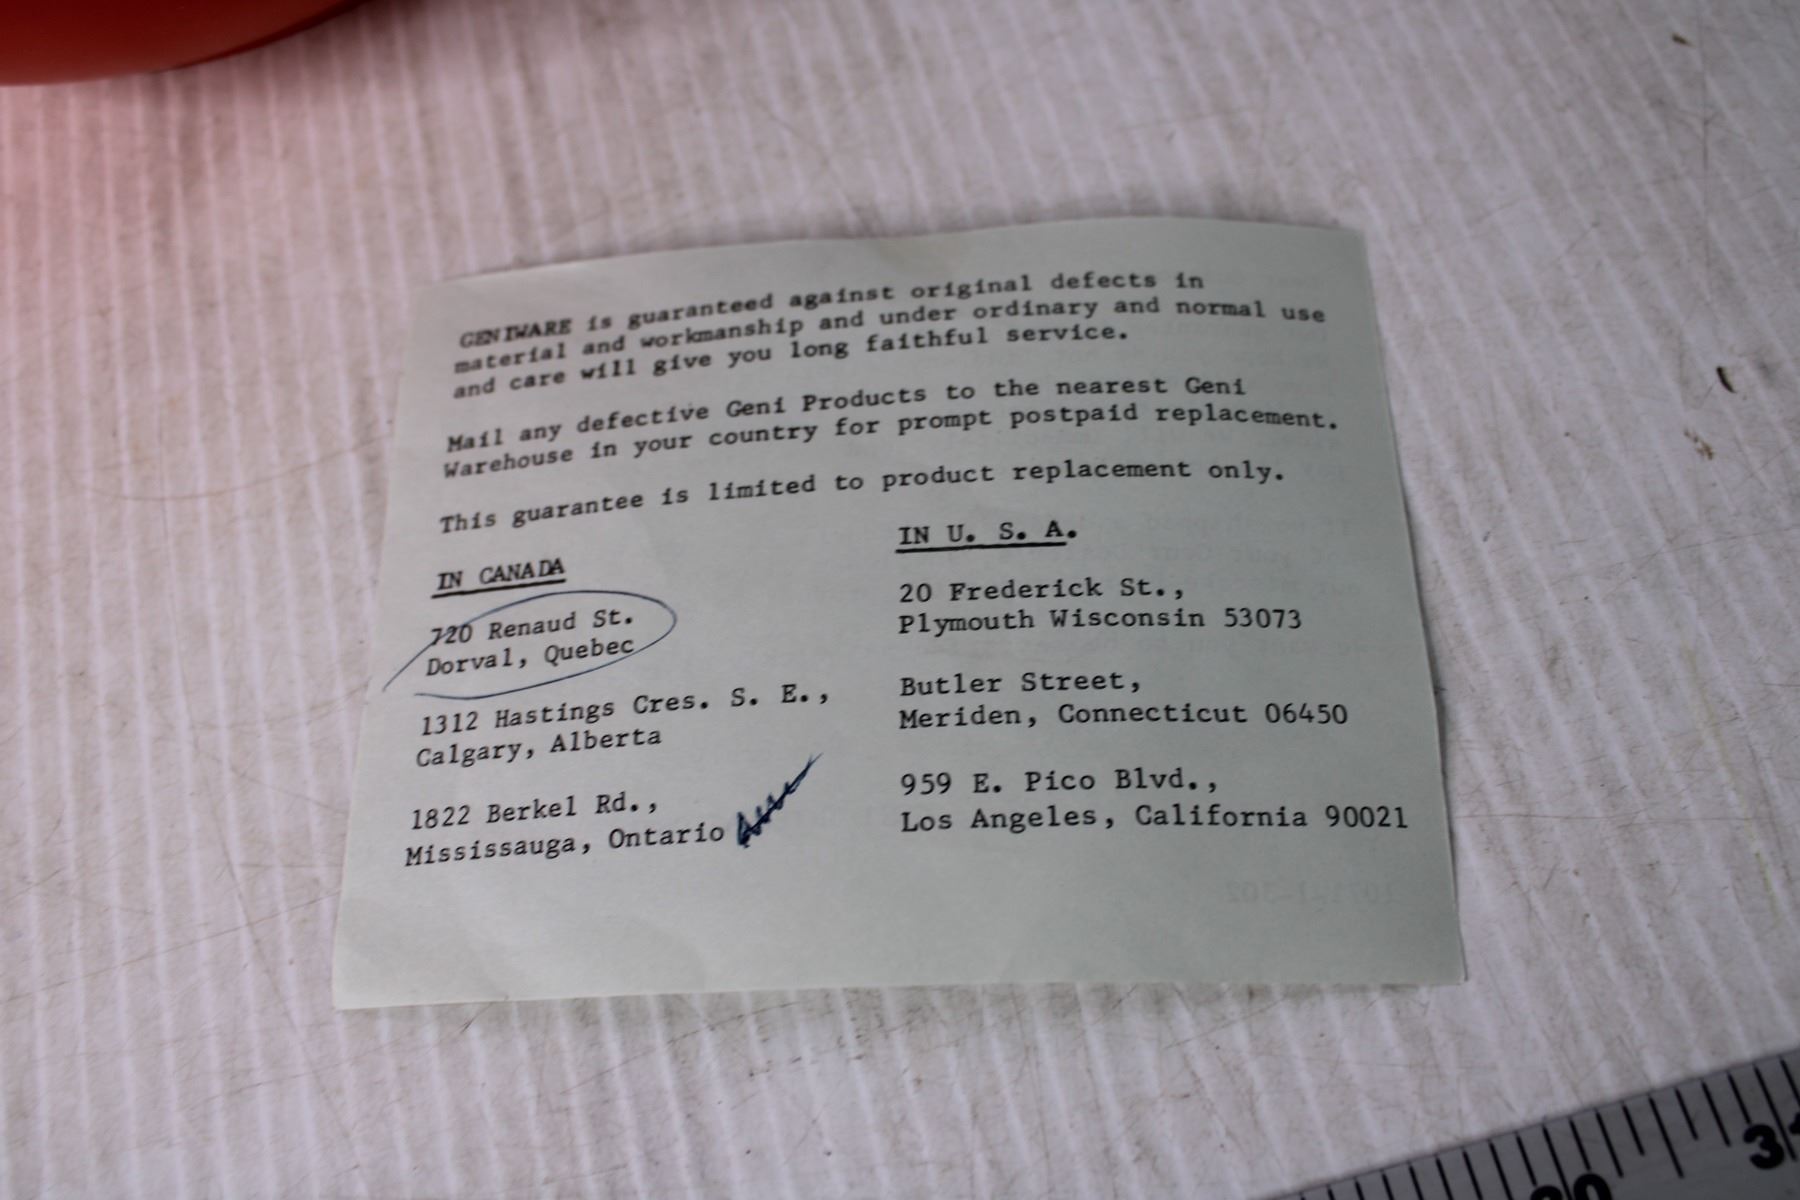 GENIWARE is guaranteed against original defects in
material and workmanship and under ordinary and normal use
and care will give you long faithful service.
Mail any defective Geni Products to the nearest Geni
Warehouse in your country for prompt postpaid replacement.
This guarantee is limited to product replacement only.
IN CANADA
720 Renaud St.
Dorval, Quebec
1312 Hastings Cres. S. E.,
Calgary, Alberta
1822 Berkel Rd.,
Mississauga, Ontario
IN U. S. A.
20 Frederick St.,
Plymouth Wisconsin 53073
Butler Street,
Meriden, Connecticut 06450
959 E. Pico Blvd.,
Los Angeles, California 90021